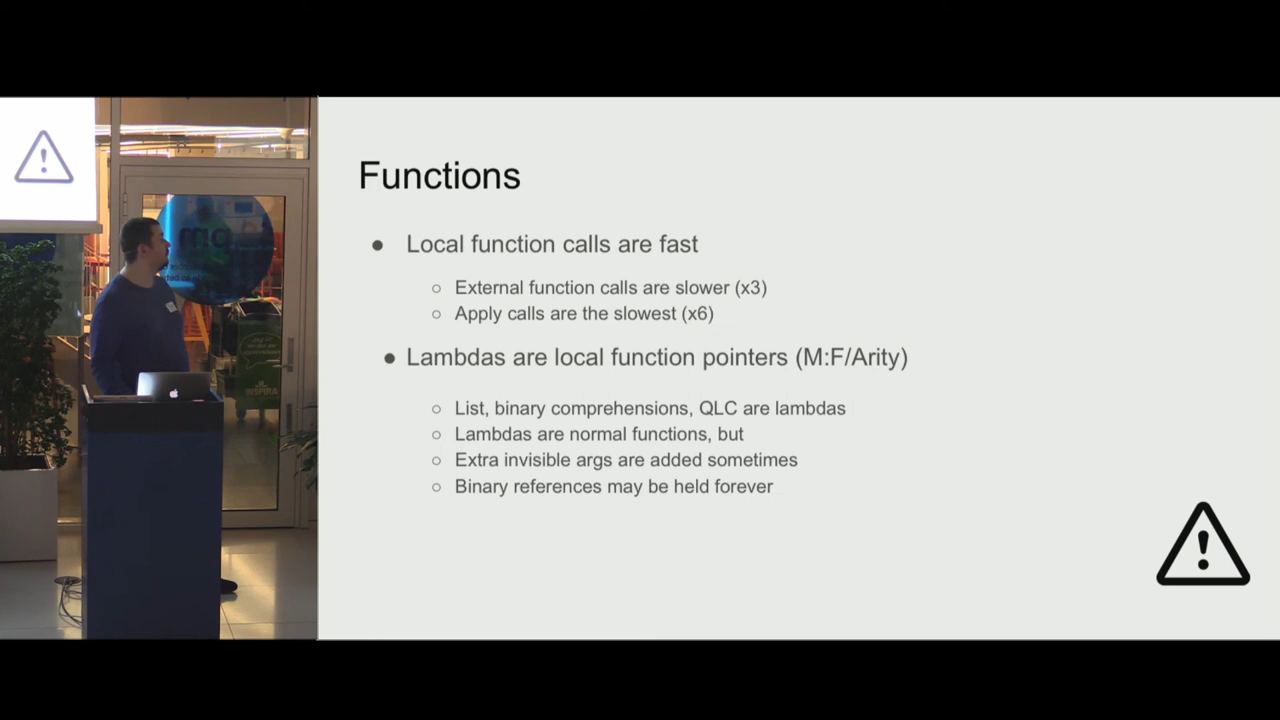 Functions
● Local function calls are fast
○ External function calls are slower (x3)
○ Apply calls are the slowest (x6)
● Lambdas are local function pointers (M:F/Arity)
○ List, binary comprehensions, QLC are lambdas
○ Lambdas are normal functions, but
○ Extra invisible args are added sometimes
○ Binary references may be held forever